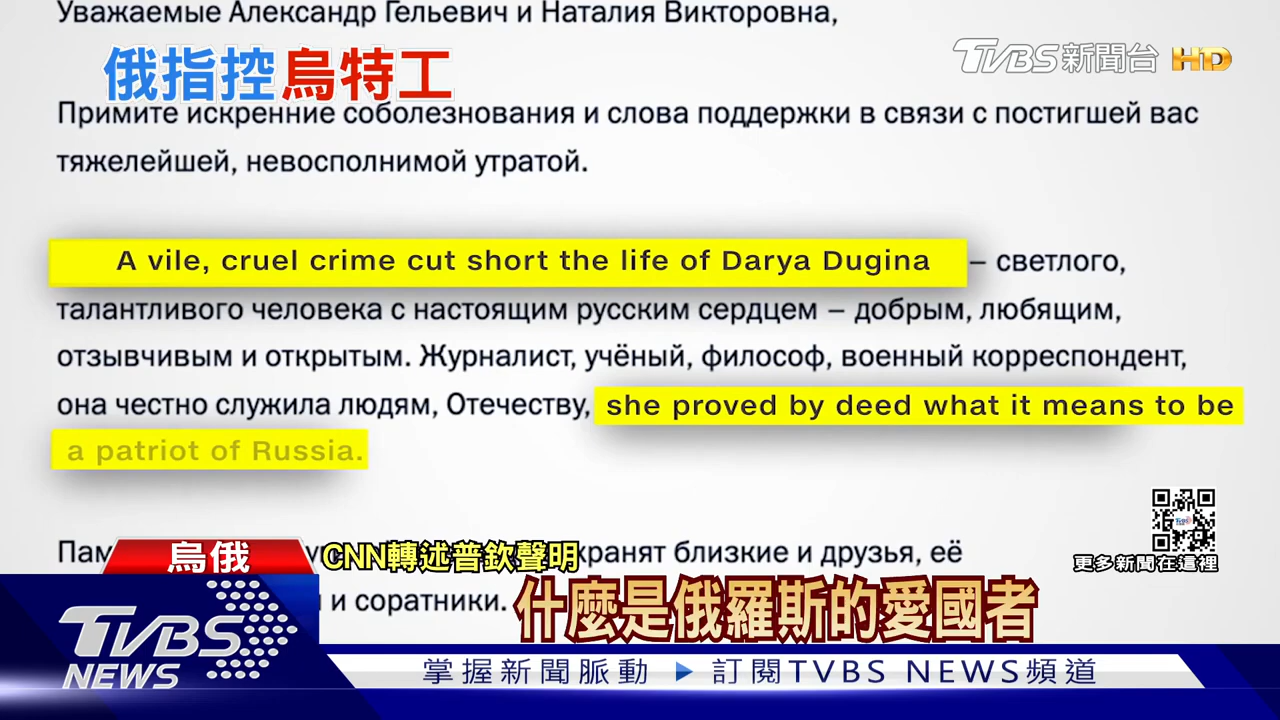 Уважаемые Александр Гельевич и Наталия Викторовна,
俄指控烏特工
TVBS新聞台 HD
Примите искренние соболезнования и слова поддержки в связи с постигшей вас
тяжелейшей, невосполнимой утратой.
A vile, cruel crime cut short the life of Darya Dugina – светлого,
талантливого человека с настоящим русским сердцем – добрым, любящим,
отзывчивым и открытым. Журналист, учёный, философ, военный корреспондент,
она честно служила людям, Отечеству, she proved by deed what it means to be
a patriot of Russia.
хранят близкие и друзья, её
и соратники.
更多新聞在這裡
烏俄
CNN轉述普欽聲明
什麼是俄羅斯的愛國者
TVBS
NEWS
掌握新聞脈動 ▶ 訂閱TVBS NEWS頻道